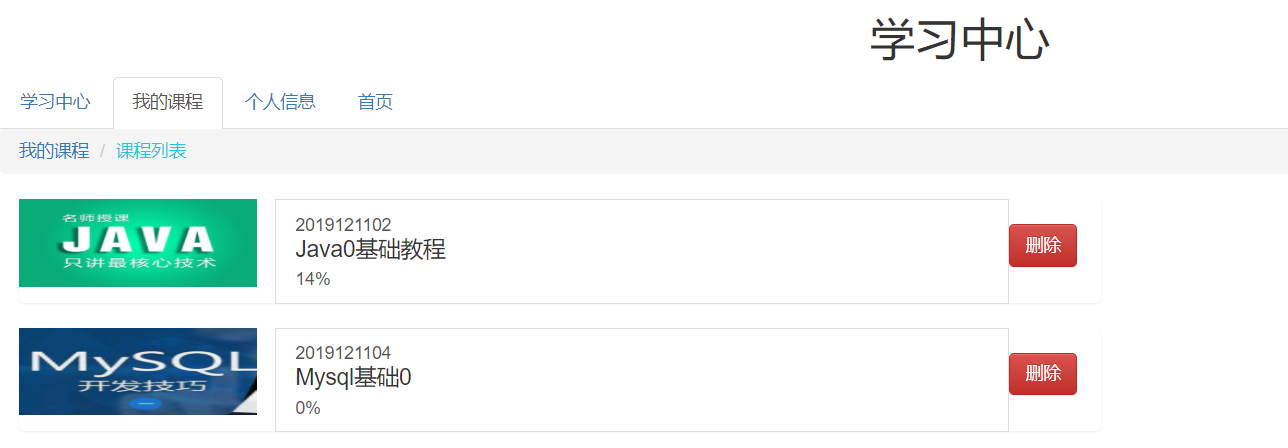 学习中心
学习中心 我的课程 个人信息 首页
我的课程 / 课程列表
名师授课
JAVA
只讲最核心技术
2019121102
Java0基础教程
14%
删除
MySQL
开发技巧
2019121104
Mysql基础0
0%
删除